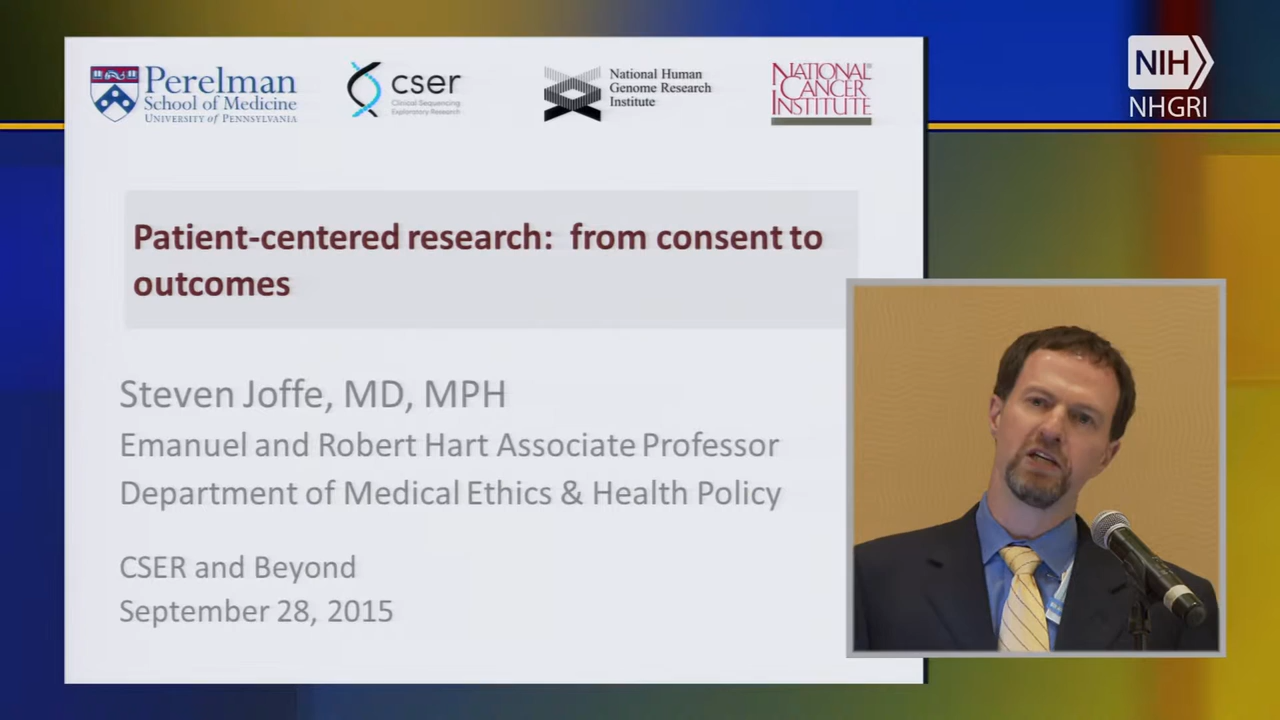 Perelman
School of Medicine
UNIVERSITY of PENNSYLVANIA
cser
Clinical Sequencing
Exploratory Research
National Human
Genome Research
Institute
NATIONAL®
CANCER
INSTITUTE
NIH
NHGRI
Patient-centered research: from consent to
outcomes
Steven Joffe, MD, MPH
Emanuel and Robert Hart Associate Professor
Department of Medical Ethics & Health Policy
CSER and Beyond
September 28, 2015